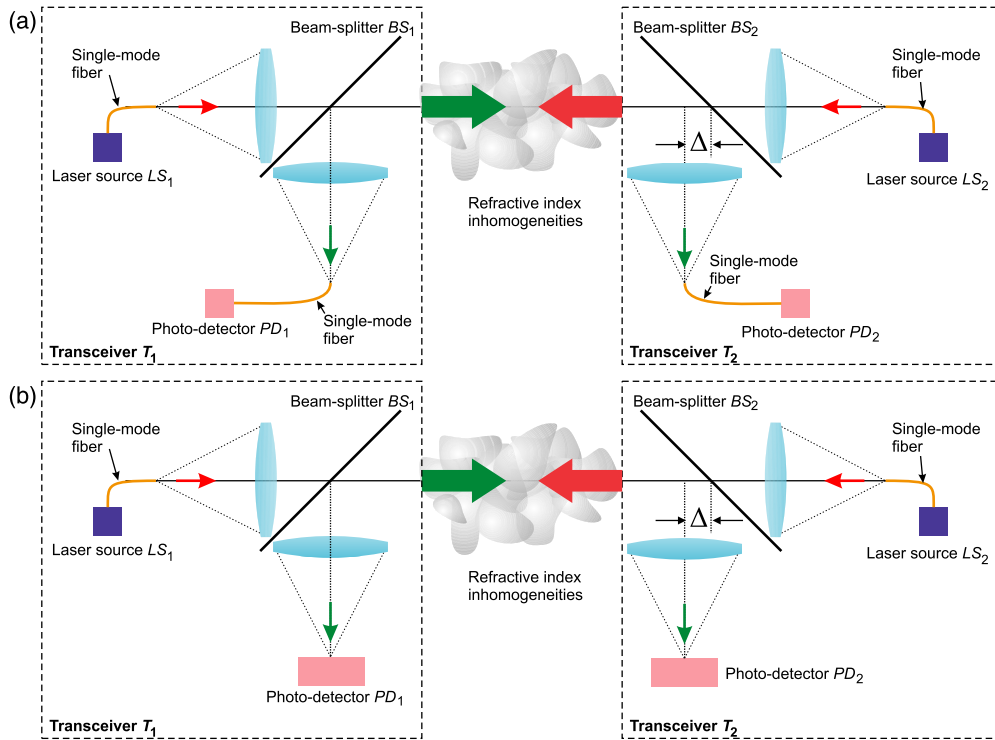 (a)
Beam-splitter BS1
Beam-splitter BS2
Single-mode
fiber
Single-mode
fiber
Δ
Laser source LS1
Laser source LS2
Refractive index
inhomogeneities
Single-mode
fiber
Single-mode
fiber
Photo-detector PD1
Photo-detector PD2
Transceiver T1
Transceiver T2
(b)
Beam-splitter BS1
Beam-splitter BS2
Single-mode
fiber
Single-mode
fiber
Δ
Laser source LS1
Laser source LS2
Refractive index
inhomogeneities
Photo-detector PD1
Photo-detector PD2
Transceiver T1
Transceiver T2